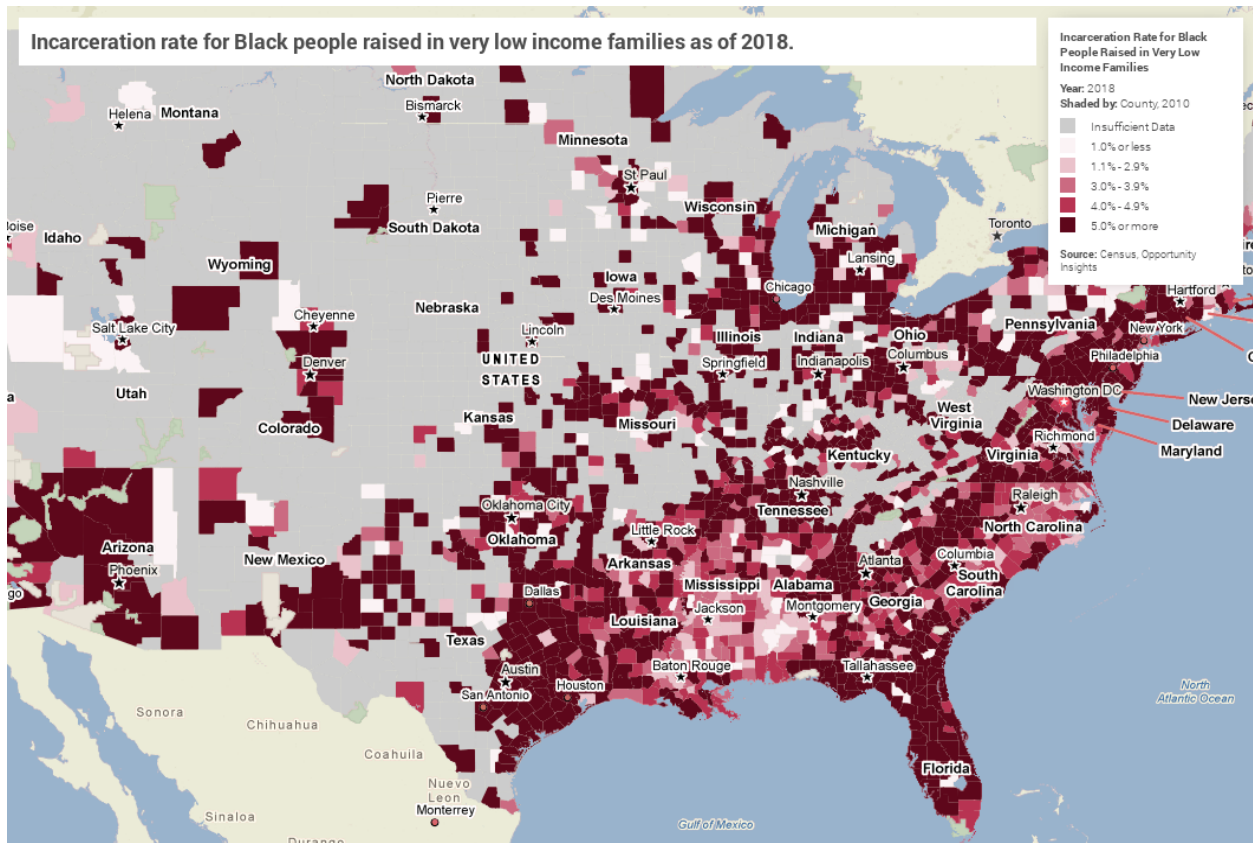 Incarceration rate for Black people raised in very low income families as of 2018.
Incarceration Rate for Black
People Raised in Very Low
Income Families
Year: 2018
Shaded by: County, 2010
Insufficient Data
1.0% or less
1.1% - 2.9%
3.0% - 3.9%
4.0% - 4.9%
5.0% or more
Source: Census, Opportunity
Insights
North Dakota
Bismarck
Helena
Montana
Minnesota
St Paul
Pierre
South Dakota
Wisconsin
Michigan
Toronto
Idaho
Wyoming
Lansing
Iowa
Des Moines
Chicago
Hartford
Nebraska
Cheyenne
Salt Lake City
Lincoln
Illinois
Indiana
Ohio
Pennsylvania
New York
UNITED
STATES
Springfield
Indianapolis
Columbus
Philadelphia
Denver
Utah
Washington DC
New Jerse
Delaware
Colorado
Kansas
Missouri
West
Virginia
Richmond
Maryland
Kentucky
Virginia
Nashville
Tennessee
Raleigh
North Carolina
Oklahoma City
Oklahoma
Little Rock
Arkansas
Arizona
Phoenix
New Mexico
Atlanta
Columbia
South
Carolina
Mississippi
Alabama
Dallas
Jackson
Montgomery
Georgia
Louisiana
Texas
Austin
Baton Rouge
Tallahassee
San Antonio
Houston
North
Atlantic Ocean
Sonora
Chihuahua
Coahuila
Florida
Nuevo
Leon
Monterrey
Sinaloa
Durango
Gulf of Mexico